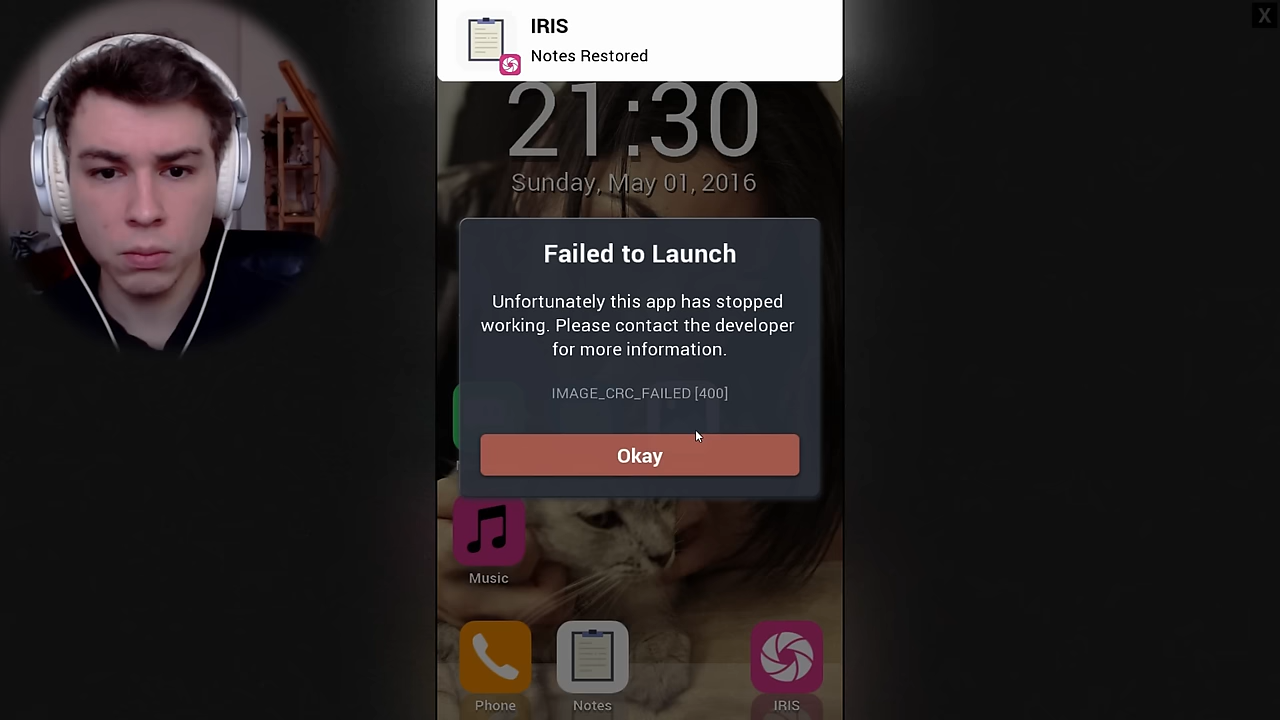 X
IRIS
Notes Restored
21:30
Sunday, May 01, 2016
Failed to Launch
Unfortunately this app has stopped
working. Please contact the developer
for more information.
IMAGE_CRC_FAILED [400]
Okay
Music
Phone
Notes
IRIS